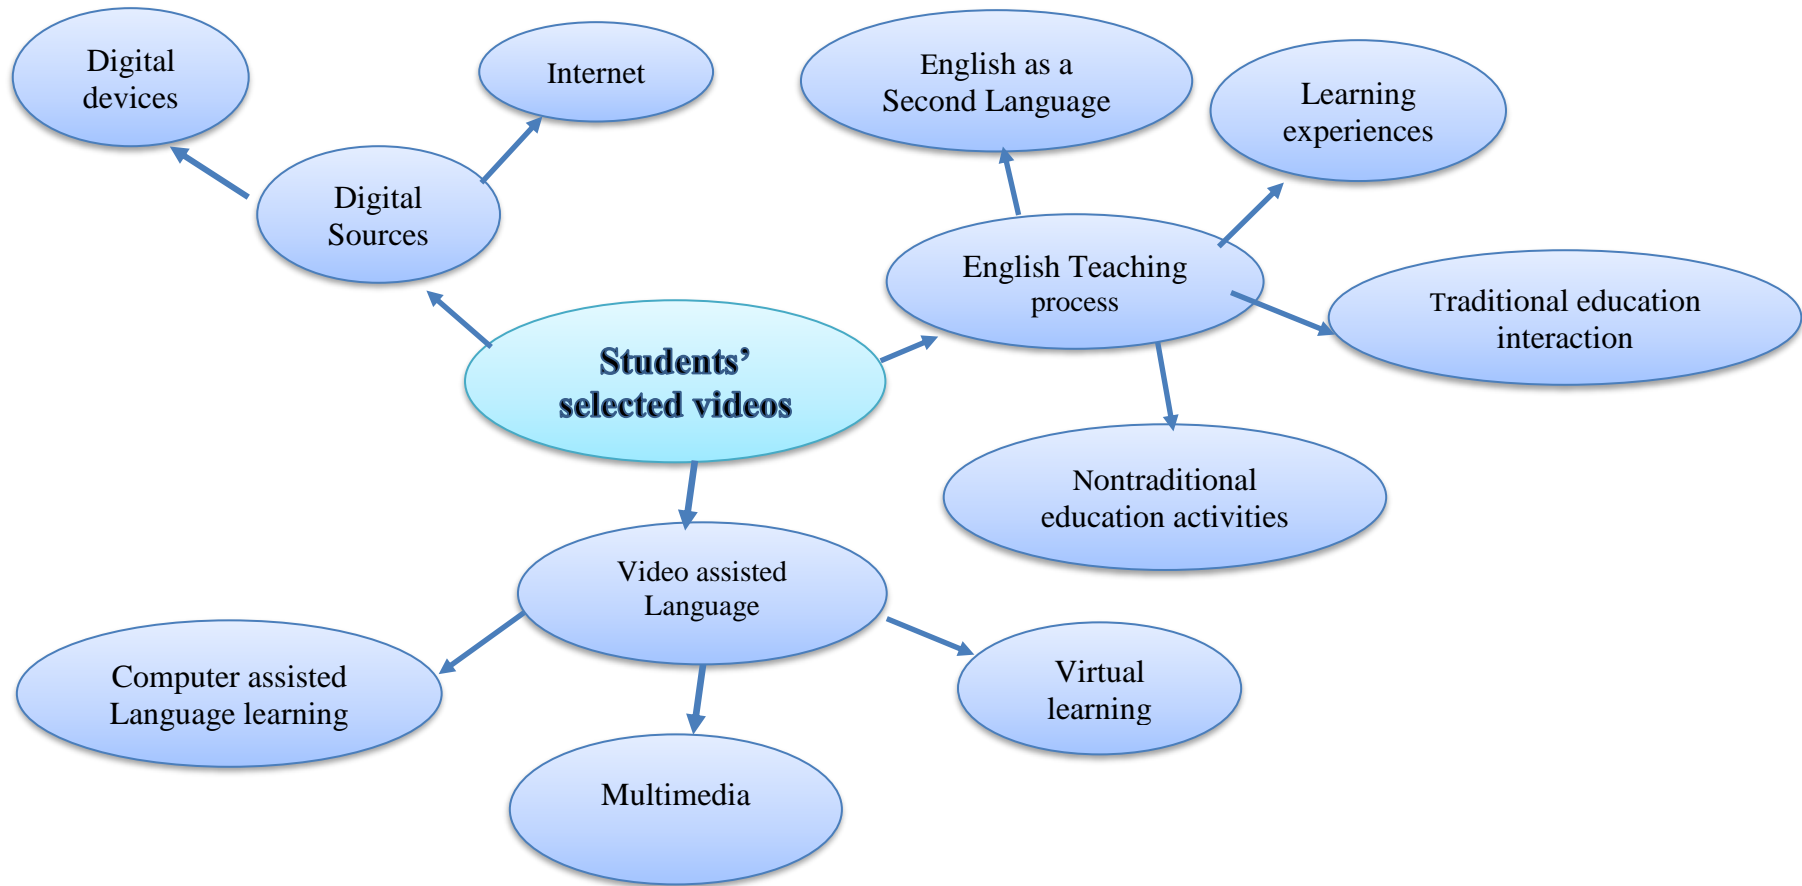 Digital
devices
Internet
English as a
Second Language
Learning
experiences
Digital
Sources
English Teaching
process
Traditional education
interaction
Students’
selected videos
Nontraditional
education activities
Video assisted
Language
Computer assisted
Language learning
Virtual
learning
Multimedia